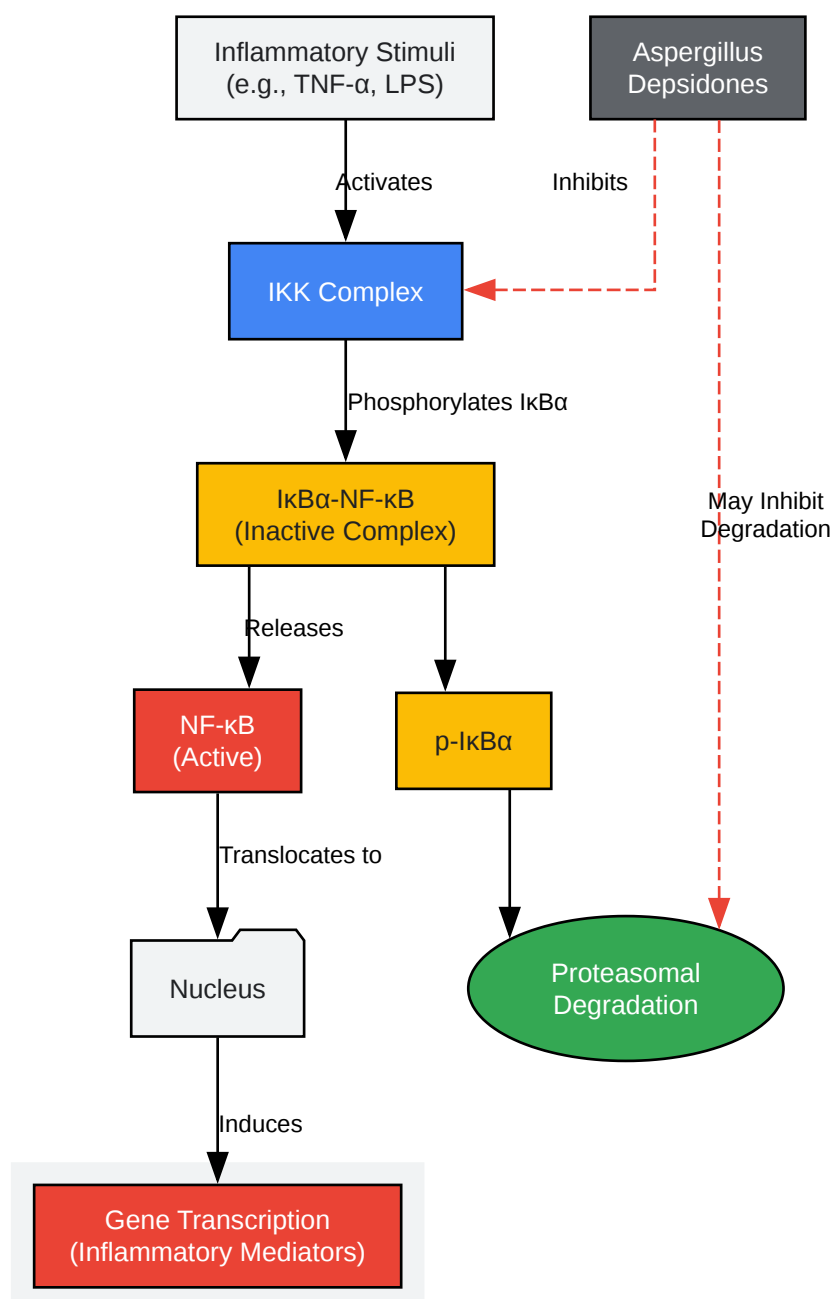 Inflammatory Stimuli
(e.g., TNF-α, LPS)
Aspergillus
Depsidones
Activates
Inhibits
IKK Complex
Phosphorylates IκBα
IκBα-NF-κB
(Inactive Complex)
May Inhibit
Degradation
Releases
NF-κB
(Active)
p-IκBα
Translocates to
Nucleus
Proteasomal
Degradation
Induces
Gene Transcription
(Inflammatory Mediators)